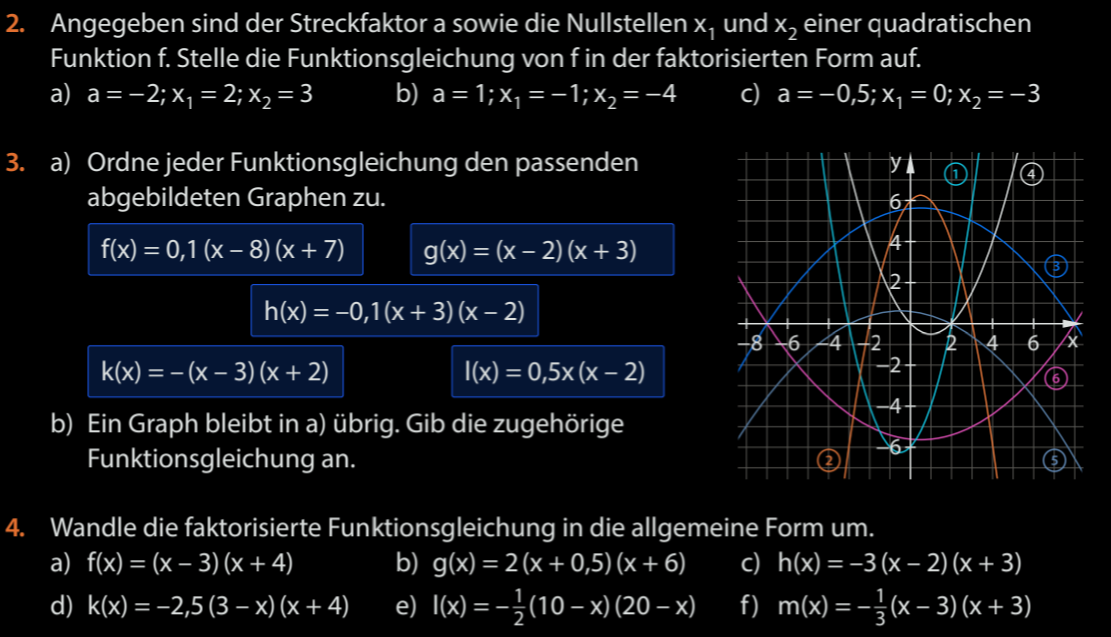 2. Angegeben sind der Streckfaktor a sowie die Nullstellen x₁ und x₂ einer quadratischen
Funktion f. Stelle die Funktionsgleichung von f in der faktorisierten Form auf.
a) a = −2; x₁ = 2; x₂ = 3 b) a = 1; x₁ = −1; x₂ = −4 c) a = −0,5; x₁ = 0; x₂ = −3
3. a) Ordne jeder Funktionsgleichung den passenden
abgebildeten Graphen zu.
f(x) = 0,1 (x − 8) (x + 7) g(x) = (x − 2) (x + 3)
h(x) = −0,1 (x + 3) (x − 2)
k(x) = − (x − 3) (x + 2) l(x) = 0,5x (x − 2)
b) Ein Graph bleibt in a) übrig. Gib die zugehörige
Funktionsgleichung an.
y ① ④
6
4
③
2
−8 −6 −4 −2 2 4 6 x
−2
⑥
−4
−6
② ⑤
4. Wandle die faktorisierte Funktionsgleichung in die allgemeine Form um.
a) f(x) = (x − 3) (x + 4) b) g(x) = 2 (x + 0,5) (x + 6) c) h(x) = −3 (x − 2) (x + 3)
d) k(x) = −2,5 (3 − x) (x + 4) e) l(x) = −1/2 (10 − x) (20 − x) f) m(x) = −1/3 (x − 3) (x + 3)